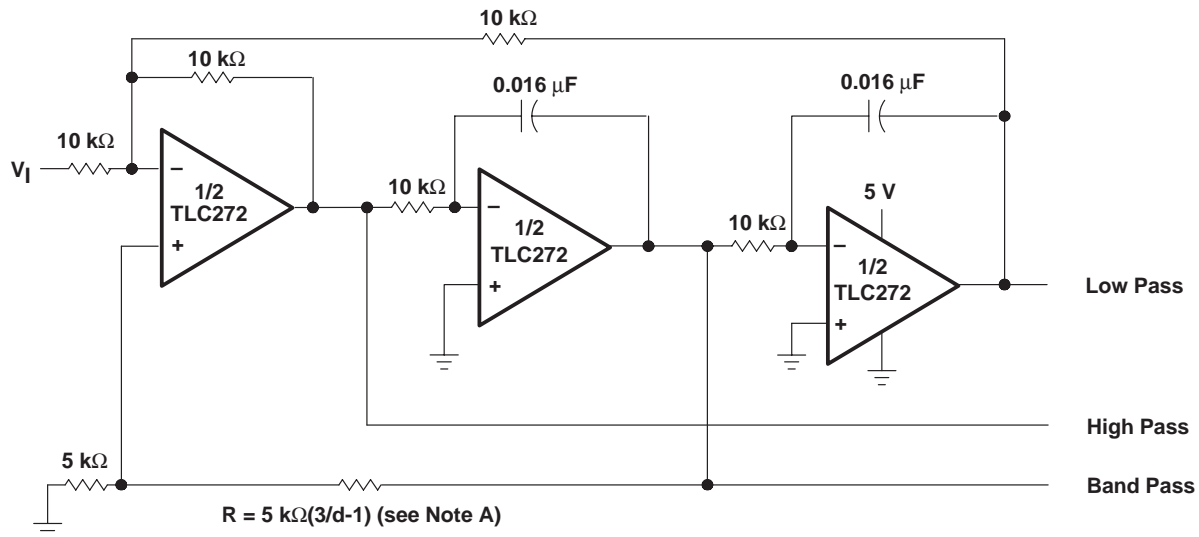 10 kΩ
10 kΩ
0.016 μF
0.016 μF
10 kΩ
VI
–
+
1/2
TLC272
10 kΩ
–
+
1/2
TLC272
10 kΩ
5 V
–
+
1/2
TLC272
Low Pass
High Pass
5 kΩ
Band Pass
R = 5 kΩ(3/d-1) (see Note A)